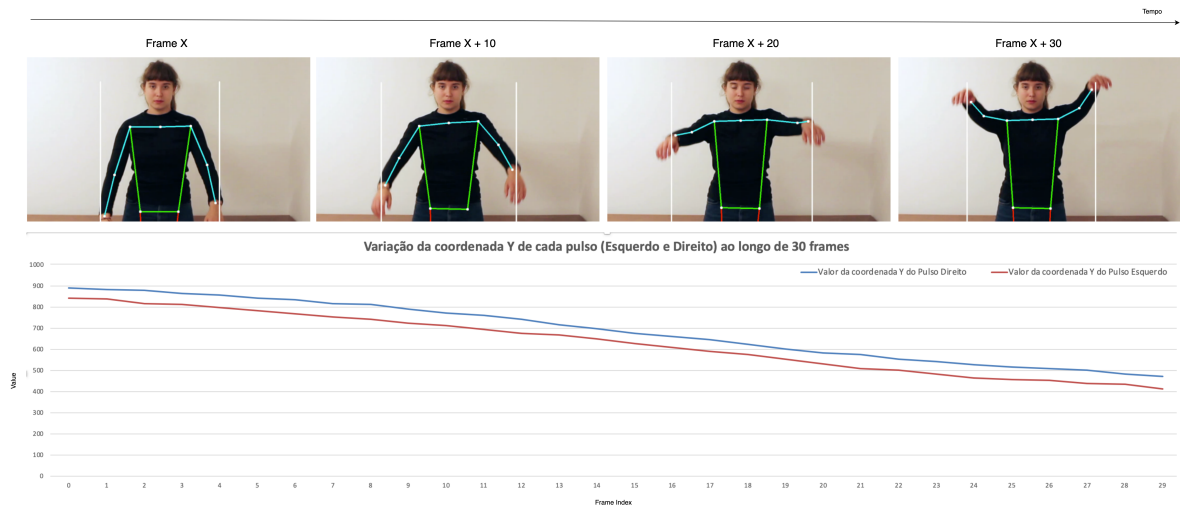 Tempo
Frame X
Frame X + 10
Frame X + 20
Frame X + 30
Variação da coordenada Y de cada pulso (Esquerdo e Direito) ao longo de 30 frames
Valor da coordenada Y do Pulso Direito
Valor da coordenada Y do Pulso Esquerdo
1000
900
800
700
600
500
400
300
200
100
0
Value
0 1 2 3 4 5 6 7 8 9 10 11 12 13 14 15 16 17 18 19 20 21 22 23 24 25 26 27 28 29
Frame Index